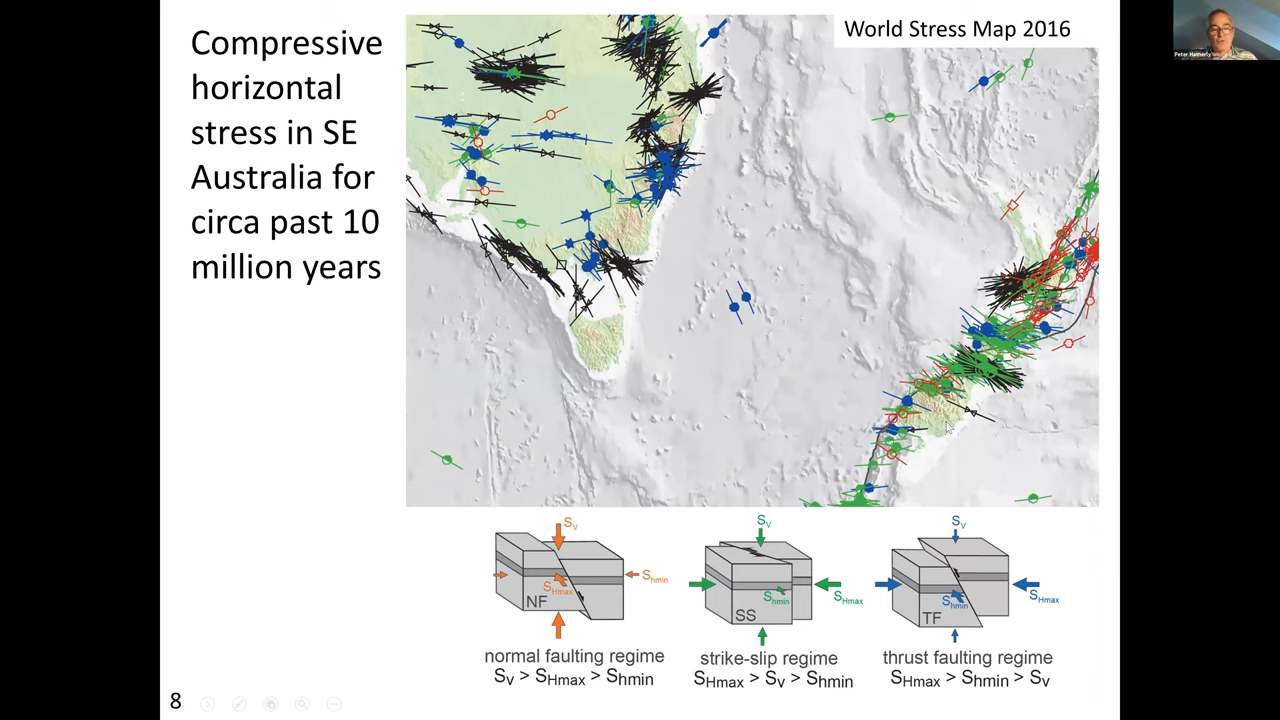 Compressive
horizontal
stress in SE
Australia for
circa past 10
million years
World Stress Map 2016
Peter Hatherly
SV
SHmax
Shmin
NF
normal faulting regime
SV > SHmax > Shmin
SV
Shmin
SHmax
SS
strike-slip regime
SHmax > SV > Shmin
SV
Shmin
SHmax
TF
thrust faulting regime
SHmax > Shmin > SV
8